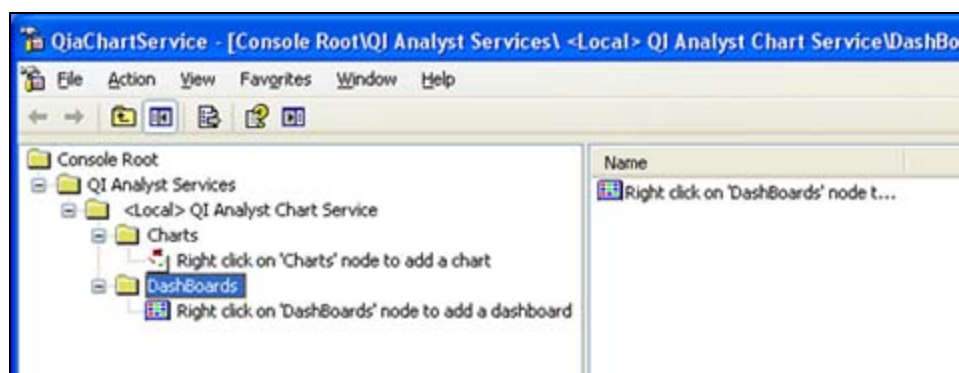 QiaChartService - [Console Root\QI Analyst Services\ <Local> QI Analyst Chart Service\DashBo
File Action View Favorites Window Help
Console Root
QI Analyst Services
<Local> QI Analyst Chart Service
Charts
Right click on 'Charts' node to add a chart
DashBoards
Right click on 'DashBoards' node to add a dashboard
Name
Right click on 'DashBoards' node t...